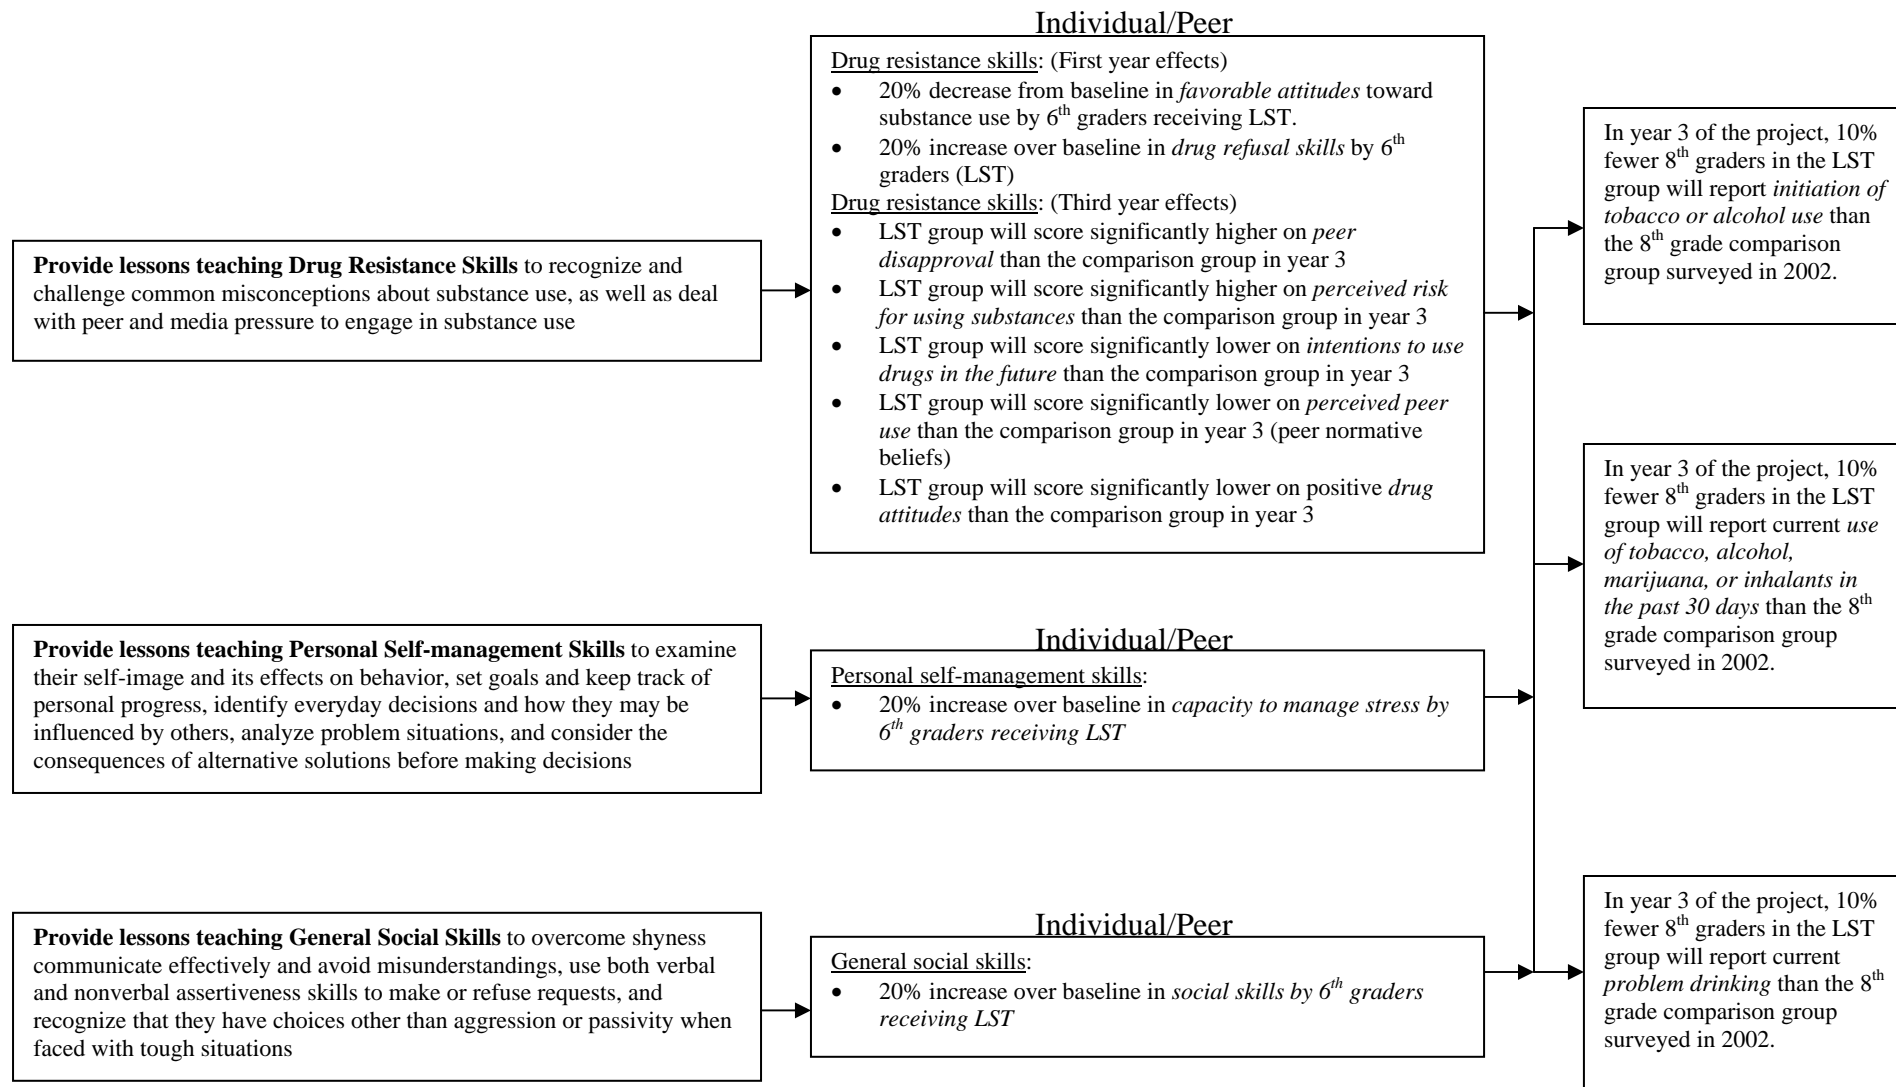 Provide lessons teaching Drug Resistance Skills to recognize and
challenge common misconceptions about substance use, as well as deal
with peer and media pressure to engage in substance use
Provide lessons teaching Personal Self-management Skills to examine
their self-image and its effects on behavior, set goals and keep track of
personal progress, identify everyday decisions and how they may be
influenced by others, analyze problem situations, and consider the
consequences of alternative solutions before making decisions
Provide lessons teaching General Social Skills to overcome shyness
communicate effectively and avoid misunderstandings, use both verbal
and nonverbal assertiveness skills to make or refuse requests, and
recognize that they have choices other than aggression or passivity when
faced with tough situations
Individual/Peer
Drug resistance skills: (First year effects)
• 20% decrease from baseline in favorable attitudes toward
substance use by 6th graders receiving LST.
• 20% increase over baseline in drug refusal skills by 6th
graders (LST)
Drug resistance skills: (Third year effects)
• LST group will score significantly higher on peer
disapproval than the comparison group in year 3
• LST group will score significantly higher on perceived risk
for using substances than the comparison group in year 3
• LST group will score significantly lower on intentions to use
drugs in the future than the comparison group in year 3
• LST group will score significantly lower on perceived peer
use than the comparison group in year 3 (peer normative
beliefs)
• LST group will score significantly lower on positive drug
attitudes than the comparison group in year 3
Individual/Peer
Personal self-management skills:
• 20% increase over baseline in capacity to manage stress by
6th graders receiving LST
Individual/Peer
General social skills:
• 20% increase over baseline in social skills by 6th graders
receiving LST
In year 3 of the project, 10%
fewer 8th graders in the LST
group will report initiation of
tobacco or alcohol use than
the 8th grade comparison
group surveyed in 2002.
In year 3 of the project, 10%
fewer 8th graders in the LST
group will report current use
of tobacco, alcohol,
marijuana, or inhalants in
the past 30 days than the 8th
grade comparison group
surveyed in 2002.
In year 3 of the project, 10%
fewer 8th graders in the LST
group will report current
problem drinking than the 8th
grade comparison group
surveyed in 2002.